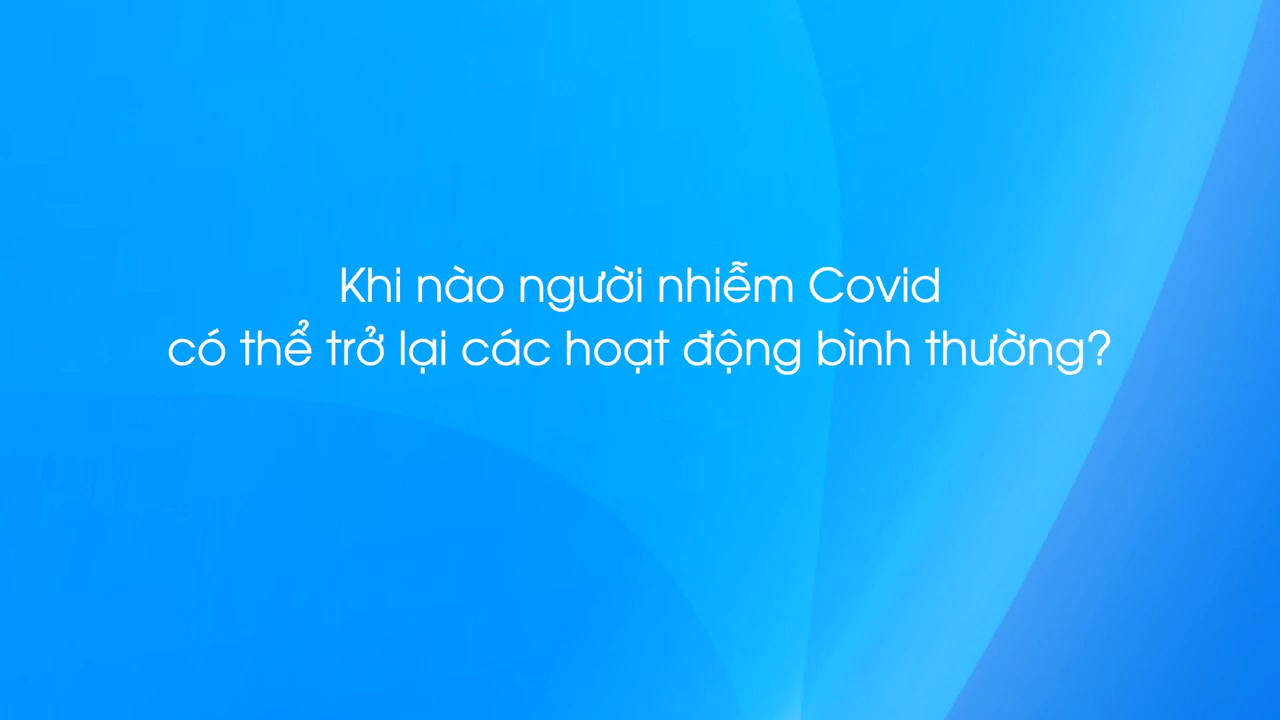 Khi nào người nhiễm Covid
có thể trở lại các hoạt động bình thường?